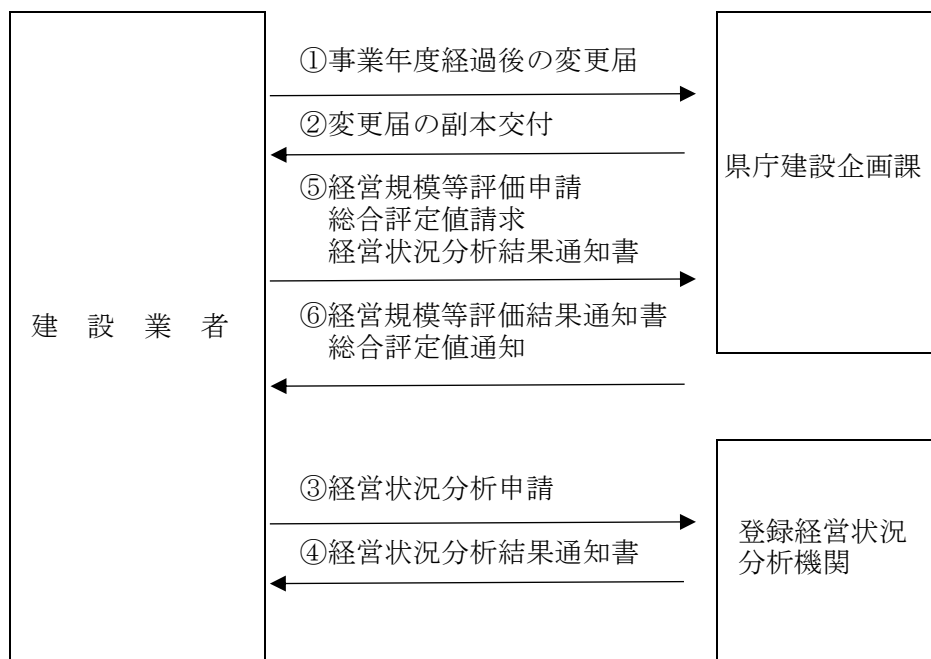 ①事業年度経過後の変更届
②変更届の副本交付
県庁建設企画課
⑤経営規模等評価申請
総合評定値請求
経営状況分析結果通知書
建設業者
⑥経営規模等評価結果通知書
総合評定値通知
③経営状況分析申請
④経営状況分析結果通知書
登録経営状況
分析機関